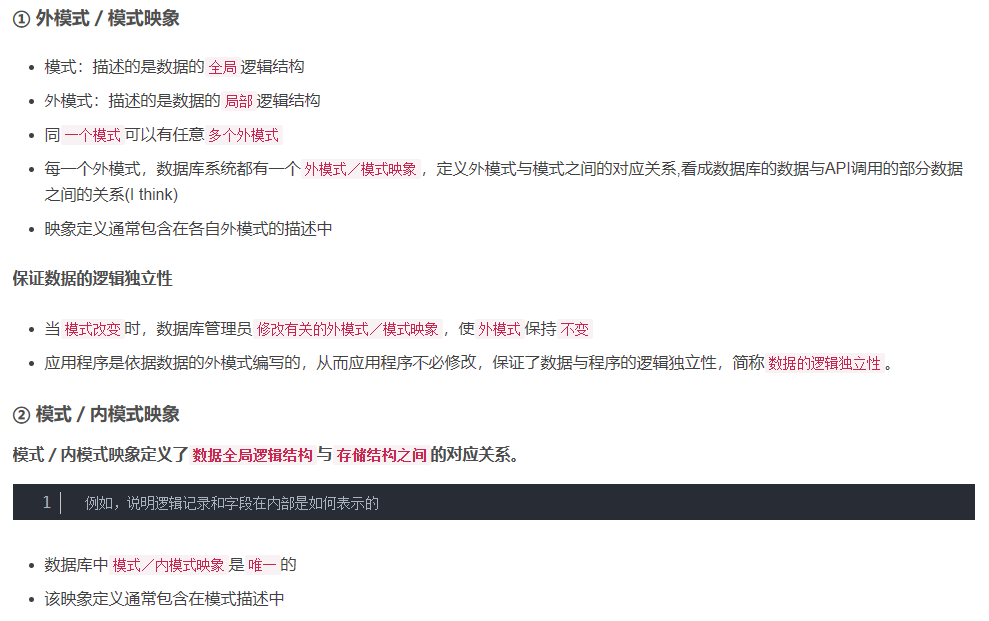 ① 外模式 / 模式映象
模式：描述的是数据的 全局 逻辑结构
外模式：描述的是数据的 局部 逻辑结构
同 一个模式 可以有任意 多个外模式
每一个外模式，数据库系统都有一个 外模式／模式映象 ，定义外模式与模式之间的对应关系,看成数据库的数据与API调用的部分数据
之间的关系(I think)
映象定义通常包含在各自外模式的描述中
保证数据的逻辑独立性
当 模式改变 时，数据库管理员 修改有关的外模式／模式映象 ，使 外模式 保持 不变
应用程序是依据数据的外模式编写的，从而应用程序不必修改，保证了数据与程序的逻辑独立性，简称 数据的逻辑独立性 。
② 模式 / 内模式映象
模式 / 内模式映象定义了 数据全局逻辑结构 与 存储结构之间 的对应关系。
1 例如，说明逻辑记录和字段在内部是如何表示的
数据库中 模式／内模式映象 是 唯一 的
该映象定义通常包含在模式描述中